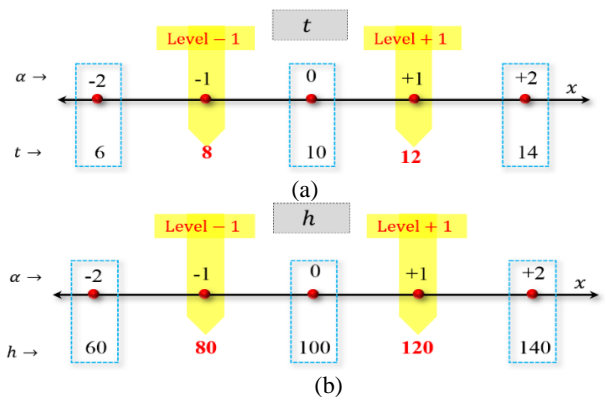 t
Level − 1 Level + 1
α → -2 -1 0 +1 +2 x
t → 6 8 10 12 14
(a)
h
Level − 1 Level + 1
α → -2 -1 0 +1 +2 x
h → 60 80 100 120 140
(b)